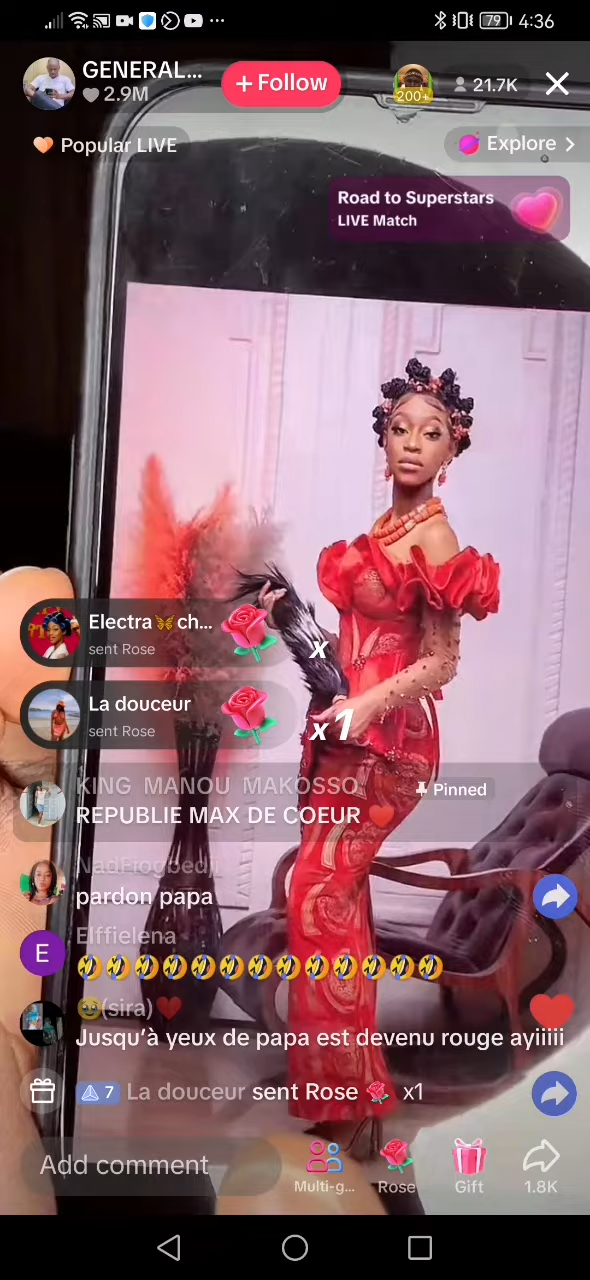 79 4:36
GENERAL...
2.9M
+ Follow
200+
21.7K
Popular LIVE
Explore
Road to Superstars
LIVE Match
Electra🦋ch...
sent Rose
x
La douceur
sent Rose
x1
KING MANOU MAKOSSO
Pinned
REPUBLIE MAX DE COEUR ❤️
NadFiogbedji
pardon papa
E
Elffielena
🤣🤣🤣🤣🤣🤣🤣🤣🤣🤣🤣🤣🤣
🥹(sira)❤️
Jusqu'à yeux de papa est devenu rouge ayiiiii
7 La douceur sent Rose 🌹 x1
Add comment
Multi-g...
Rose
Gift
1.8K